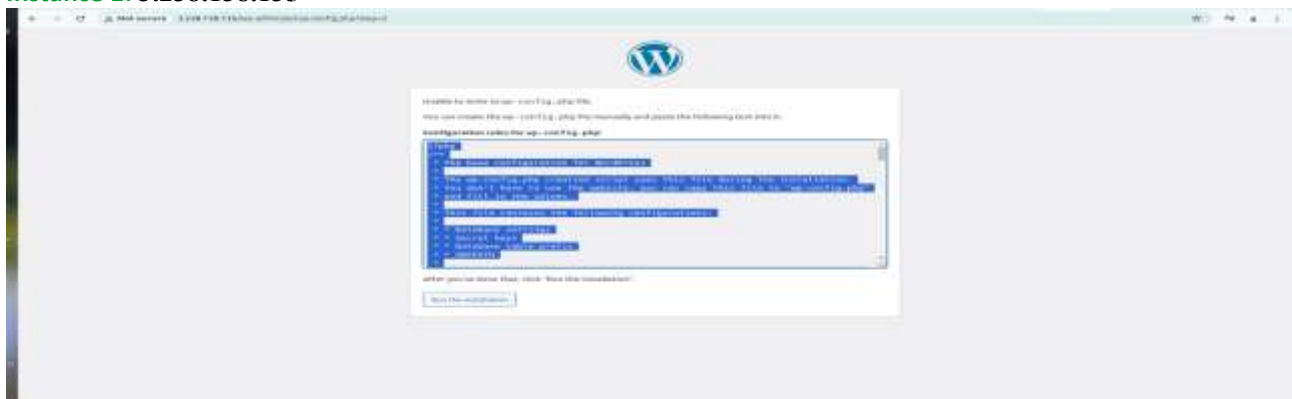 Not secure
Unable to write to wp-config.php file.
You can create the wp-config.php file manually and paste the following text into it.
Configuration rules for wp-config.php:
<?php
/**
* The base configuration for WordPress
*
* The wp-config.php creation script uses this file during the installation.
* You don't have to use the website, you can copy this file to "wp-config.php"
* and fill in the values.
*
* This file contains the following configurations:
*
* * Database settings
* * Secret keys
* * Database table prefix
* * ABSPATH
*
After you've done that, click "Run the installation".
Run the installation